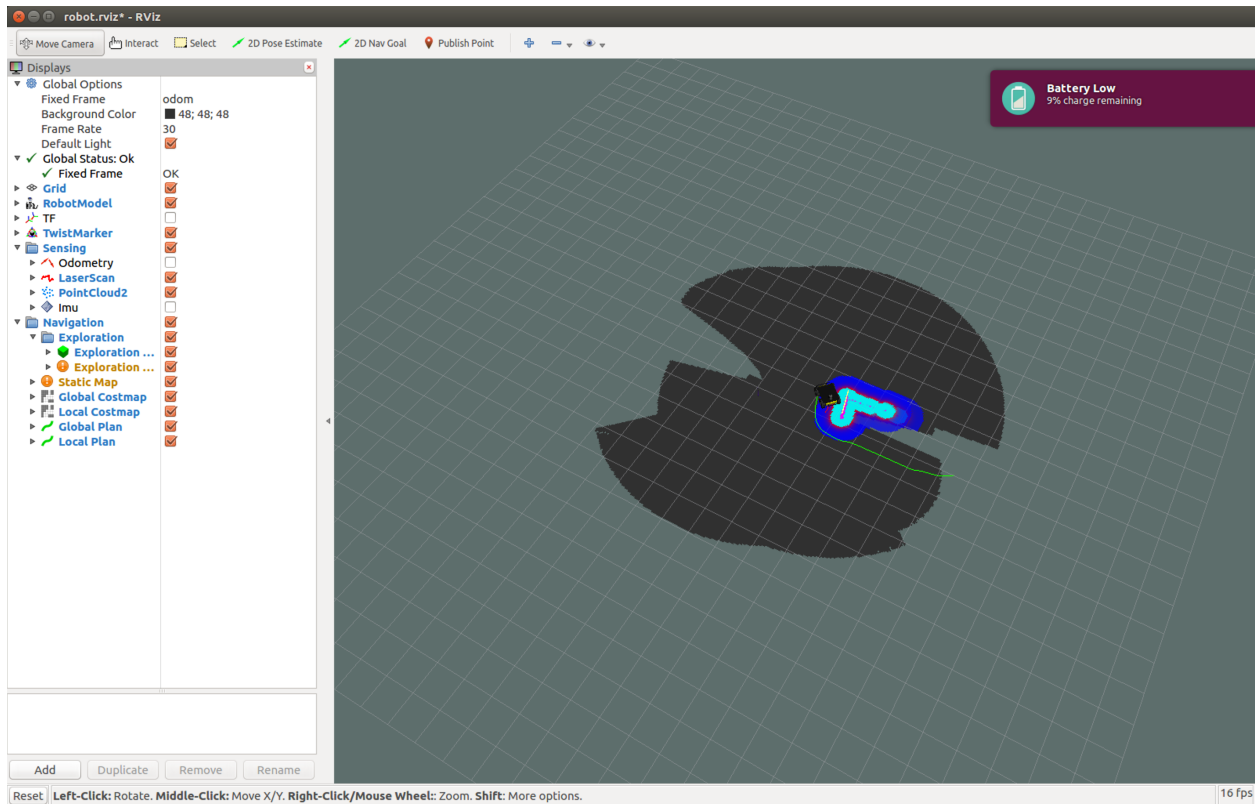 robot.rviz* - RViz
Move Camera Interact Select 2D Pose Estimate 2D Nav Goal Publish Point
Displays
Global Options
Fixed Frame odom
Background Color 48; 48; 48
Frame Rate 30
Default Light
Global Status: Ok
Fixed Frame OK
Grid
RobotModel
TF
TwistMarker
Sensing
Odometry
LaserScan
PointCloud2
Imu
Navigation
Exploration
Exploration ...
Exploration ...
Static Map
Global Costmap
Local Costmap
Global Plan
Local Plan
Battery Low
9% charge remaining
Add Duplicate Remove Rename
Reset Left-Click: Rotate. Middle-Click: Move X/Y. Right-Click/Mouse Wheel:: Zoom. Shift: More options. 16 fps